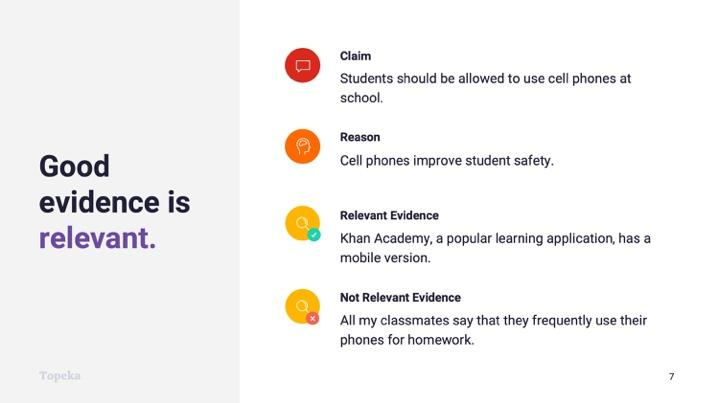 Good
evidence is
relevant.
Claim
Students should be allowed to use cell phones at
school.
Reason
Cell phones improve student safety.
Relevant Evidence
Khan Academy, a popular learning application, has a
mobile version.
Not Relevant Evidence
All my classmates say that they frequently use their
phones for homework.
Topeka
7